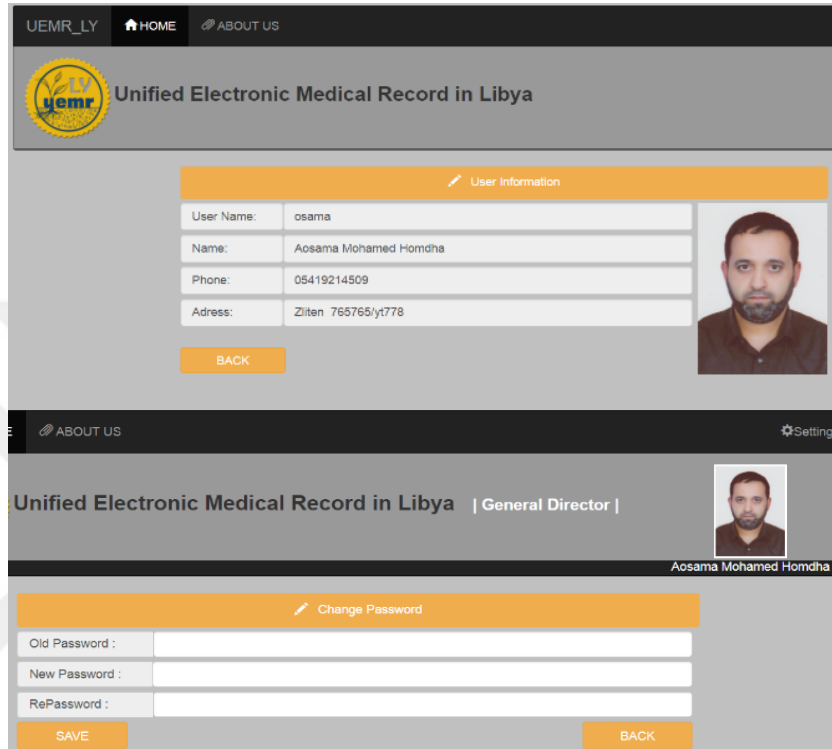 UEMR_LY HOME ABOUT US
LY
uemr
Unified Electronic Medical Record in Libya
User Information
User Name: osama
Name: Aosama Mohamed Homdha
Phone: 05419214509
Adress: Zliten 765765/yt778
BACK
E ABOUT US Setting
Unified Electronic Medical Record in Libya | General Director |
Aosama Mohamed Homdha
Change Password
Old Password :
New Password :
RePassword :
SAVE BACK